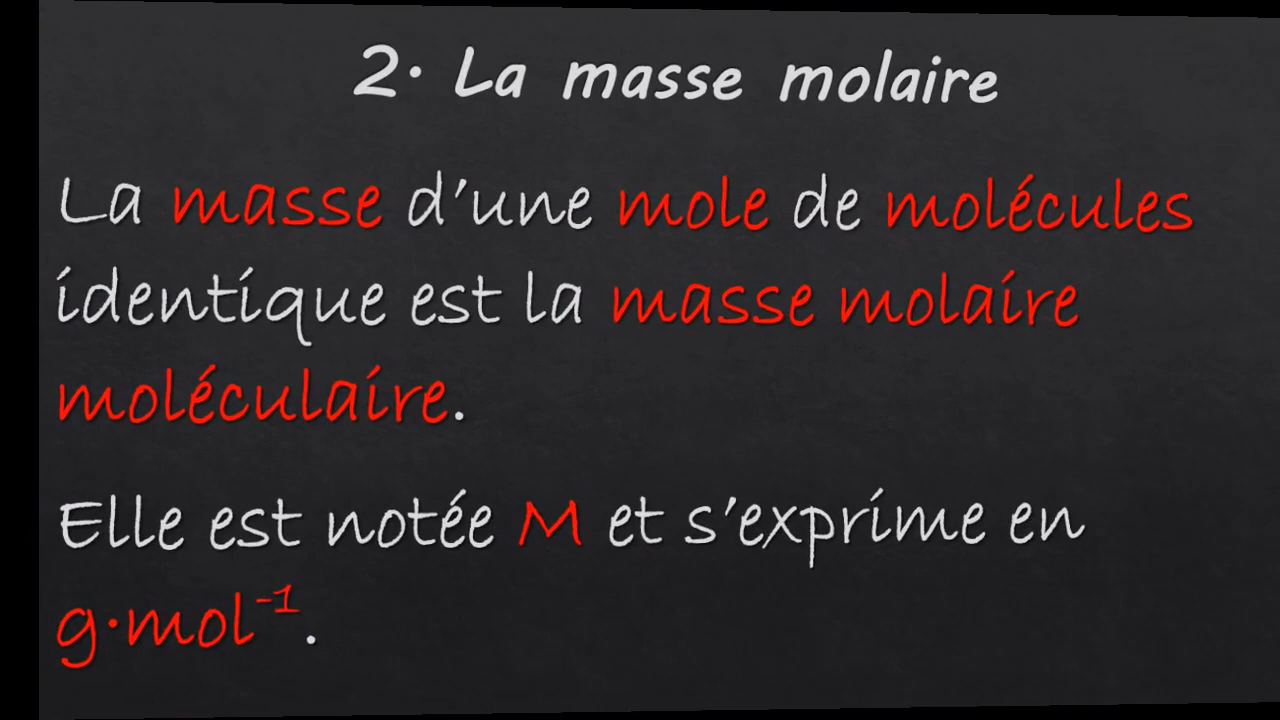 2. La masse molaire
La masse d'une mole de molécules
identique est la masse molaire
moléculaire.
Elle est notée M et s'exprime en
g·mol⁻¹.